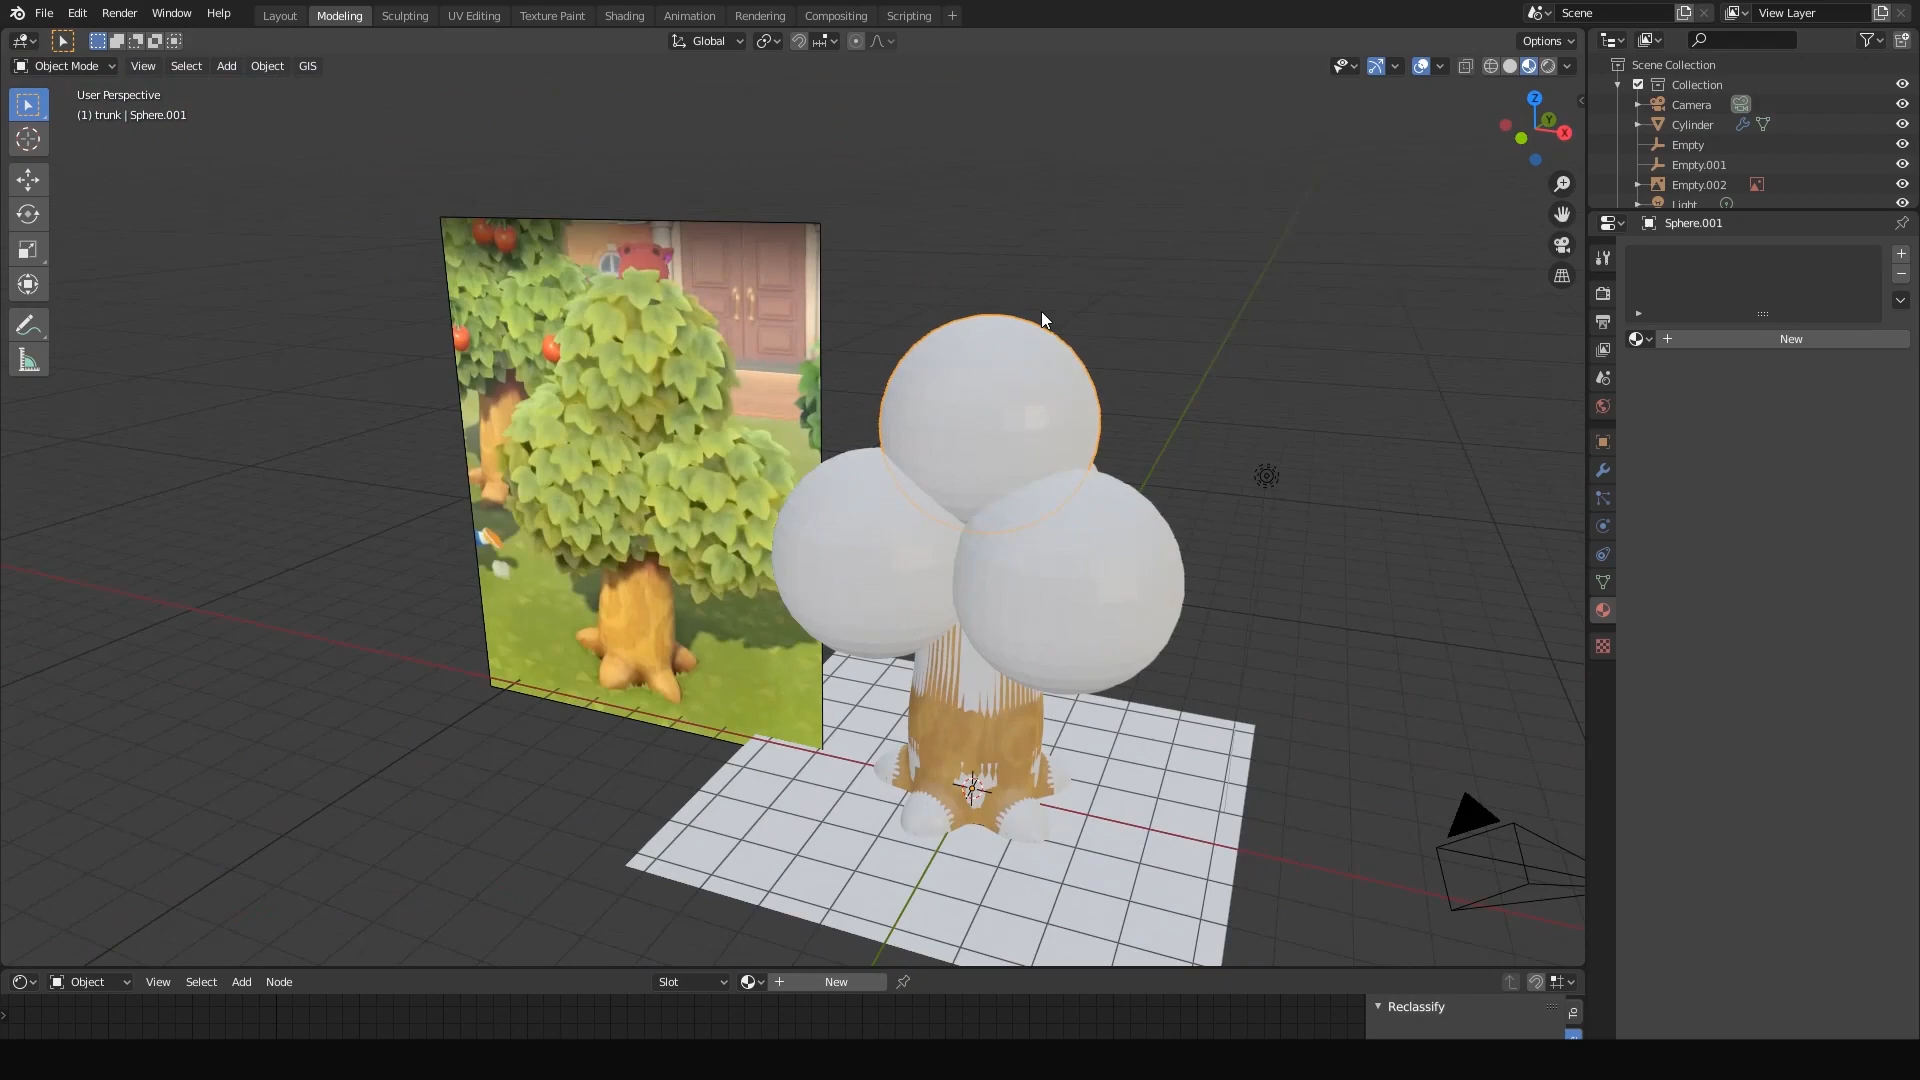 File Edit Render Window Help
Layout Modeling Sculpting UV Editing Texture Paint Shading Animation Rendering Compositing Scripting +
Scene
View Layer
Global
Options
Object Mode View Select Add Object GIS
User Perspective
(1) trunk | Sphere.001
Z
Y
X
Scene Collection
Collection
Camera
Cylinder
Empty
Empty.001
Empty.002
Light
Sphere.001
New
Object View Select Add Node
Slot
New
Reclassify
To